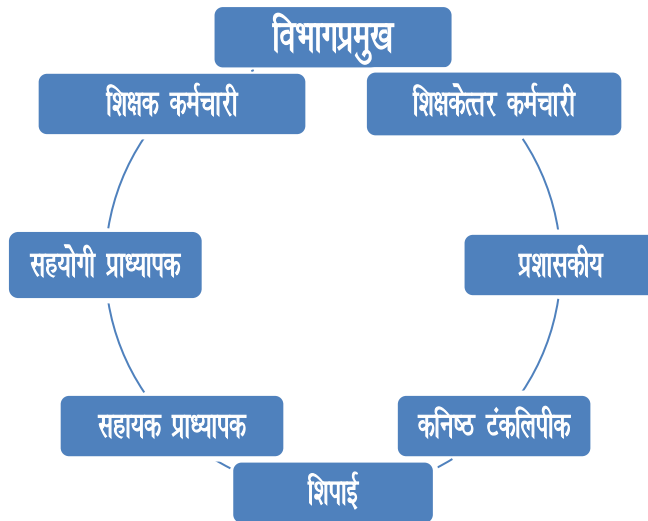 विभागप्रमुख
शिक्षक कर्मचारी
शिक्षकेत्तर कर्मचारी
सहयोगी प्राध्यापक
प्रशासकीय
सहायक प्राध्यापक
कनिष्ठ टंकलिपीक
शिपाई